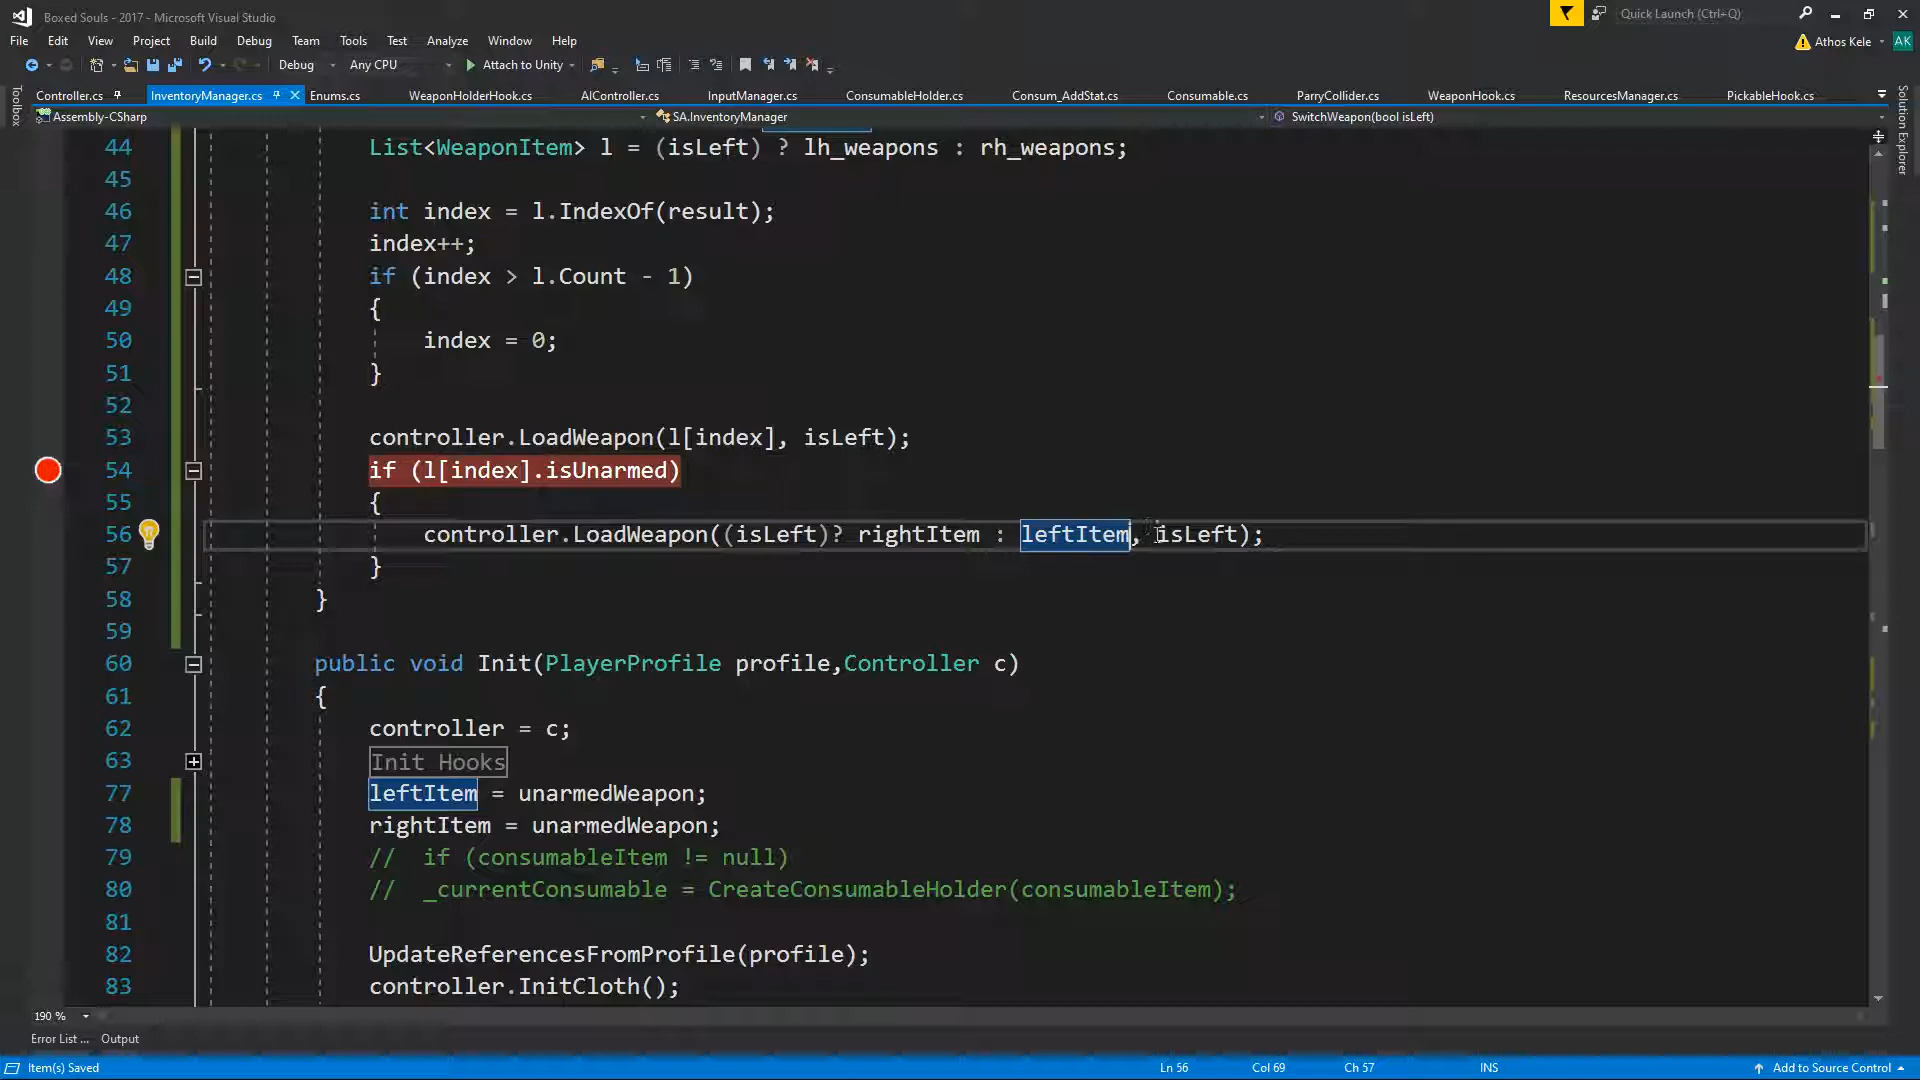 Boxed Souls - 2017 - Microsoft Visual Studio
Quick Launch (Ctrl+Q)
File Edit View Project Build Debug Team Tools Test Analyze Window Help
Athos Kele AK
Debug Any CPU Attach to Unity
Toolbox
Solution Explorer
Controller.cs InventoryManager.cs Enums.cs WeaponHolderHook.cs AIController.cs InputManager.cs ConsumableHolder.cs Consum_AddStat.cs Consumable.cs ParryCollider.cs WeaponHook.cs ResourcesManager.cs PickableHook.cs
Assembly-CSharp SA.InventoryManager SwitchWeapon(bool isLeft)
44 List<WeaponItem> l = (isLeft) ? lh_weapons : rh_weapons;
45
46 int index = l.IndexOf(result);
47 index++;
48 if (index > l.Count - 1)
49 {
50 index = 0;
51 }
52
53 controller.LoadWeapon(l[index], isLeft);
54 if (l[index].isUnarmed)
55 {
56 controller.LoadWeapon((isLeft)? rightItem : leftItem, isLeft);
57 }
58 }
59
60 public void Init(PlayerProfile profile,Controller c)
61 {
62 controller = c;
63 Init Hooks
77 leftItem = unarmedWeapon;
78 rightItem = unarmedWeapon;
79 // if (consumableItem != null)
80 // _currentConsumable = CreateConsumableHolder(consumableItem);
81
82 UpdateReferencesFromProfile(profile);
83 controller.InitCloth();
190 %
Error List ... Output
Item(s) Saved Ln 56 Col 69 Ch 57 INS Add to Source Control